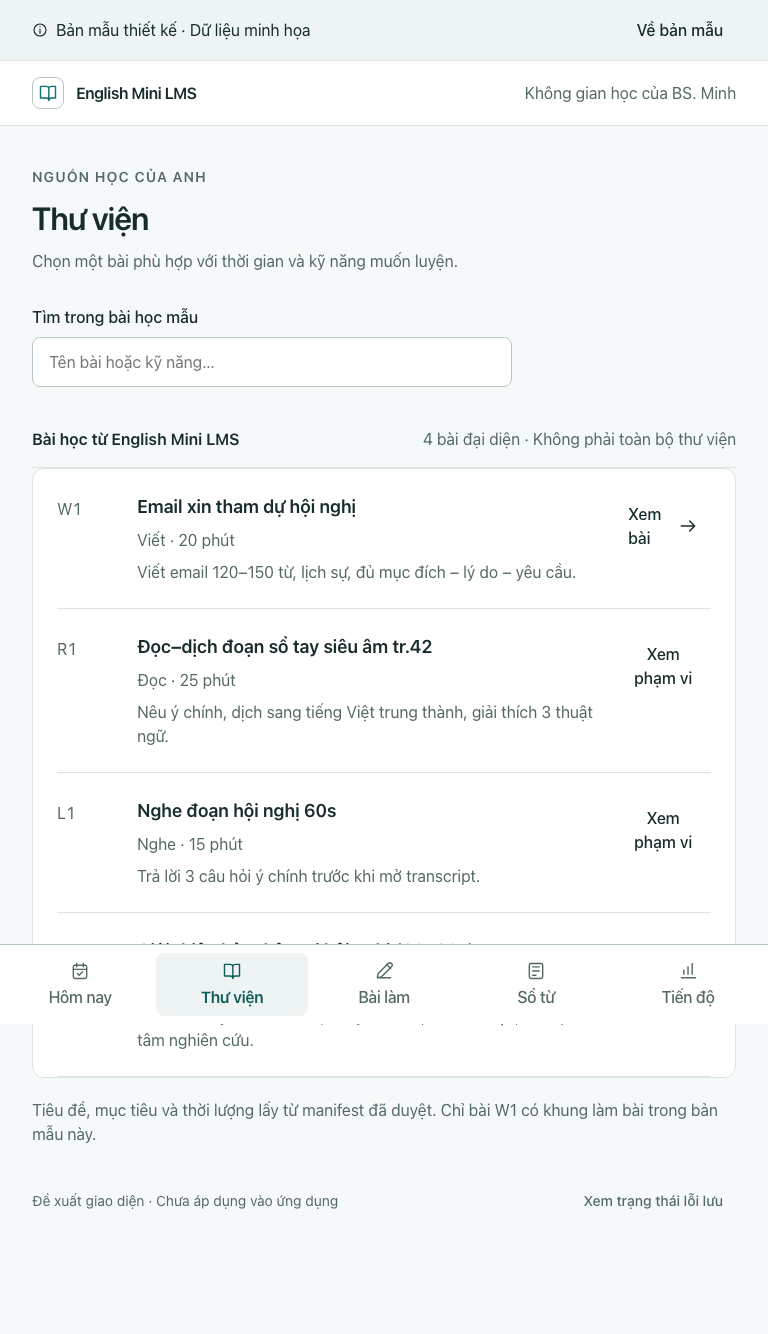 Bản mẫu thiết kế · Dữ liệu minh họa
Về bản mẫu
English Mini LMS
Không gian học của BS. Minh
NGUỒN HỌC CỦA ANH
Thư viện
Chọn một bài phù hợp với thời gian và kỹ năng muốn luyện.
Tìm trong bài học mẫu
Tên bài hoặc kỹ năng...
Bài học từ English Mini LMS
4 bài đại diện · Không phải toàn bộ thư viện
W1
Email xin tham dự hội nghị
Viết · 20 phút
Viết email 120–150 từ, lịch sự, đủ mục đích – lý do – yêu cầu.
Xem
bài
R1
Đọc–dịch đoạn sổ tay siêu âm tr.42
Đọc · 25 phút
Nêu ý chính, dịch sang tiếng Việt trung thành, giải thích 3 thuật
ngữ.
Xem
phạm vi
L1
Nghe đoạn hội nghị 60s
Nghe · 15 phút
Trả lời 3 câu hỏi ý chính trước khi mở transcript.
Xem
phạm vi
Hôm nay
Thư viện
Bài làm
Sổ từ
Tiến độ
tâm nghiên cứu.
Tiêu đề, mục tiêu và thời lượng lấy từ manifest đã duyệt. Chỉ bài W1 có khung làm bài trong bản
mẫu này.
Đề xuất giao diện · Chưa áp dụng vào ứng dụng
Xem trạng thái lỗi lưu